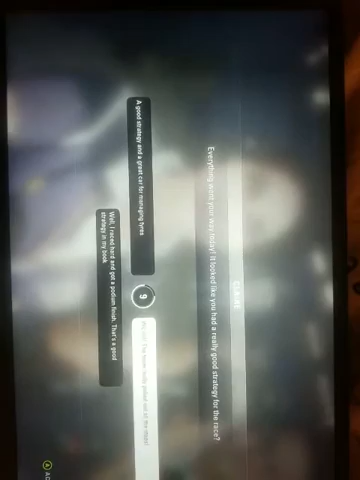 CLAIRE
Everything went your way today! It looked like you had a really good strategy for the race?
A good strategy and a great car for managing tyres
9
Well, I raced hard and got a podium finish. That's a good
strategy in my book